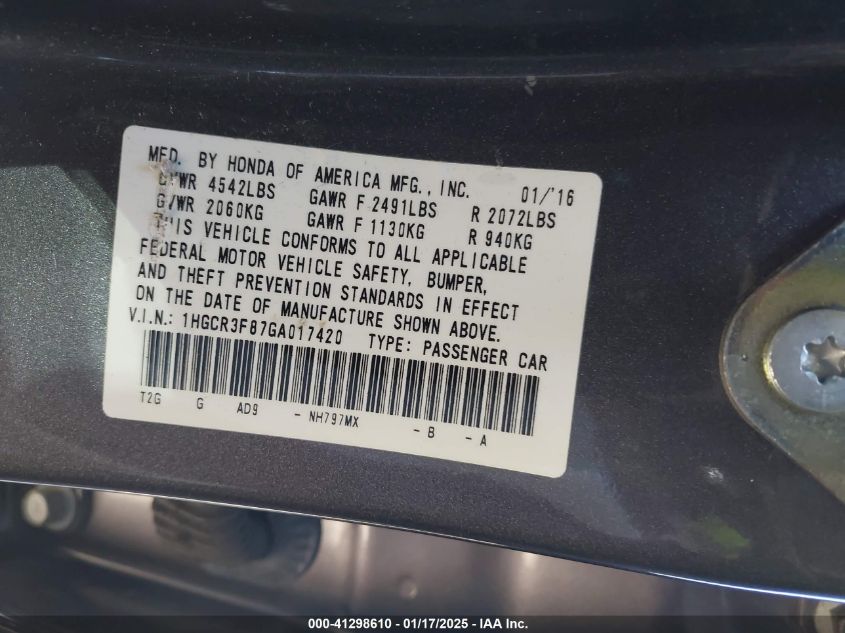 MFD. BY HONDA OF AMERICA MFG., INC. 01/'16
GVWR 4542LBS GAWR F 2491LBS R 2072LBS
GVWR 2060KG GAWR F 1130KG R 940KG
THIS VEHICLE CONFORMS TO ALL APPLICABLE
FEDERAL MOTOR VEHICLE SAFETY, BUMPER,
AND THEFT PREVENTION STANDARDS IN EFFECT
ON THE DATE OF MANUFACTURE SHOWN ABOVE.
V.I.N.: 1HGCR3F87GA017420 TYPE: PASSENGER CAR
T2G G AD9 - NH797MX - B - A
000-41298610 - 01/17/2025 - IAA Inc.